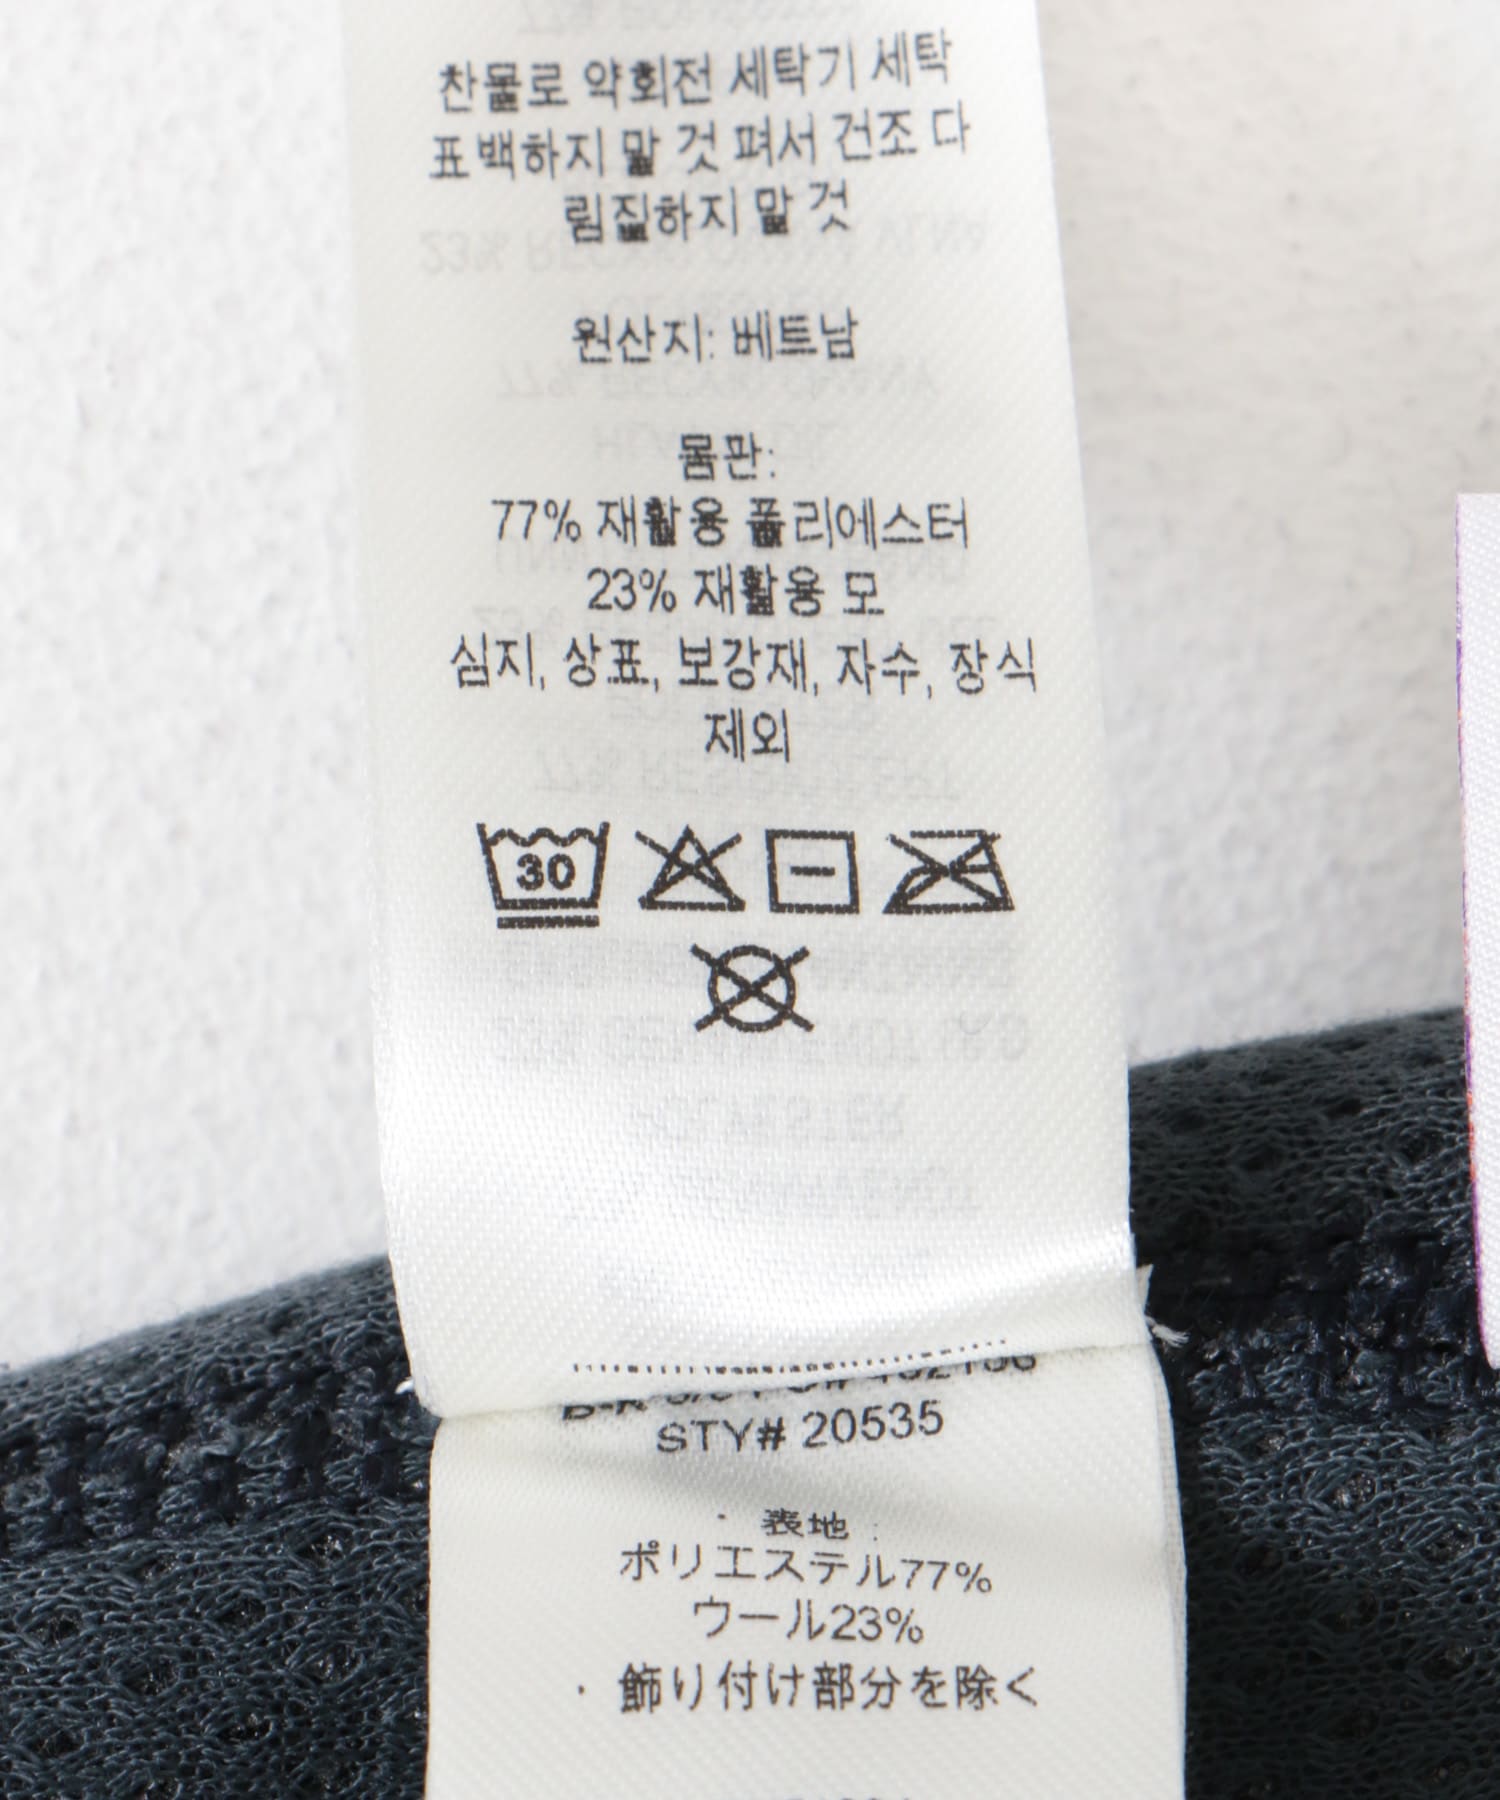 찬물로 약회전 세탁기 세탁
표백하지 말 것 펴서 건조 다
림질하지 말 것
원산지: 베트남
몸판:
77% 재활용 폴리에스터
23% 재활용 모
심지, 상표, 보강재, 자수, 장식
제외
30
STY# 20535
・表地:
ポリエステル77%
ウール23%
・飾り付け部分を除く